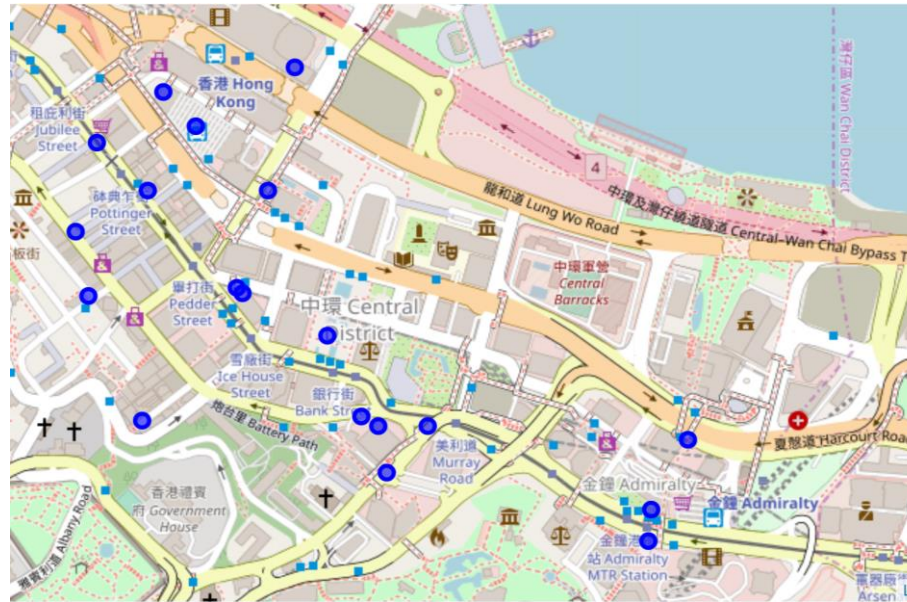 香港 Hong
Kong
租庇利街
Jubilee
Street
砵典乍
Pottinger
Street
板街
畢打街
Pedder
Street
中環 Central
District
雪廠街
Ice House
Street
銀行街
炮台里 Battery Path
美利道
Murray
Road
香港禮賓
府 Government
House
雅賓利道 Albany Road
龍和道 Lung Wo Road
4
中環及灣仔繞道隧道 Central–Wan Chai Bypass T
灣仔區 Wan Chai District
中環軍營
Central
Barracks
夏慤道 Harcourt Road
金鐘 Admiralty
金鐘 Admiralty
站 Admiralty
MTR Station
Arsen